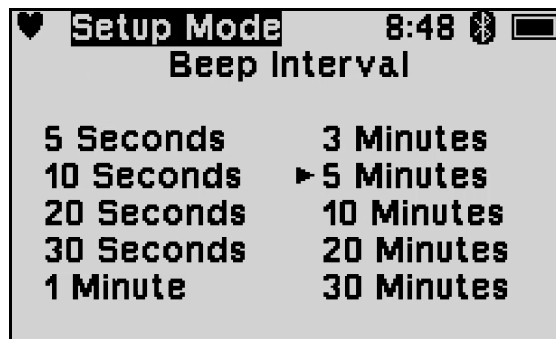 Setup Mode 8:48
Beep Interval
5 Seconds 3 Minutes
10 Seconds 5 Minutes
20 Seconds 10 Minutes
30 Seconds 20 Minutes
1 Minute 30 Minutes